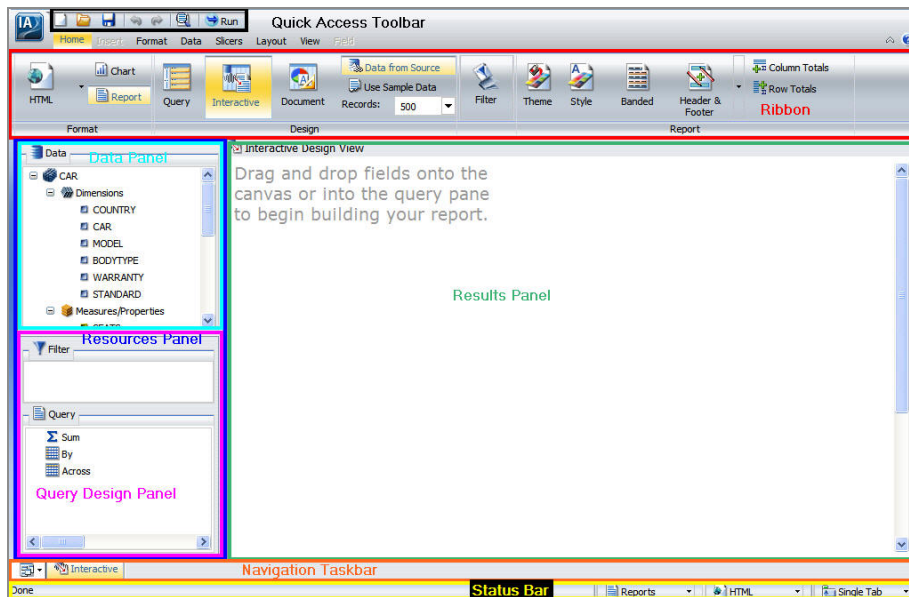 IA
Run
Quick Access Toolbar
Home Insert Format Data Slicers Layout View Field
HTML
Chart
Report
Format
Query
Interactive
Document
Data from Source
Use Sample Data
Records: 500
Design
Filter
Theme
Style
Banded
Header & Footer
Column Totals
Row Totals
Ribbon
Report
Data
Data Panel
CAR
Dimensions
COUNTRY
CAR
MODEL
BODYTYPE
WARRANTY
STANDARD
Measures/Properties
SEATS
Resources Panel
Filter
Query
Sum
By
Across
Query Design Panel
Interactive Design View
Drag and drop fields onto the
canvas or into the query pane
to begin building your report.
Results Panel
Interactive
Navigation Taskbar
Done
Status Bar
Reports
HTML
Single Tab